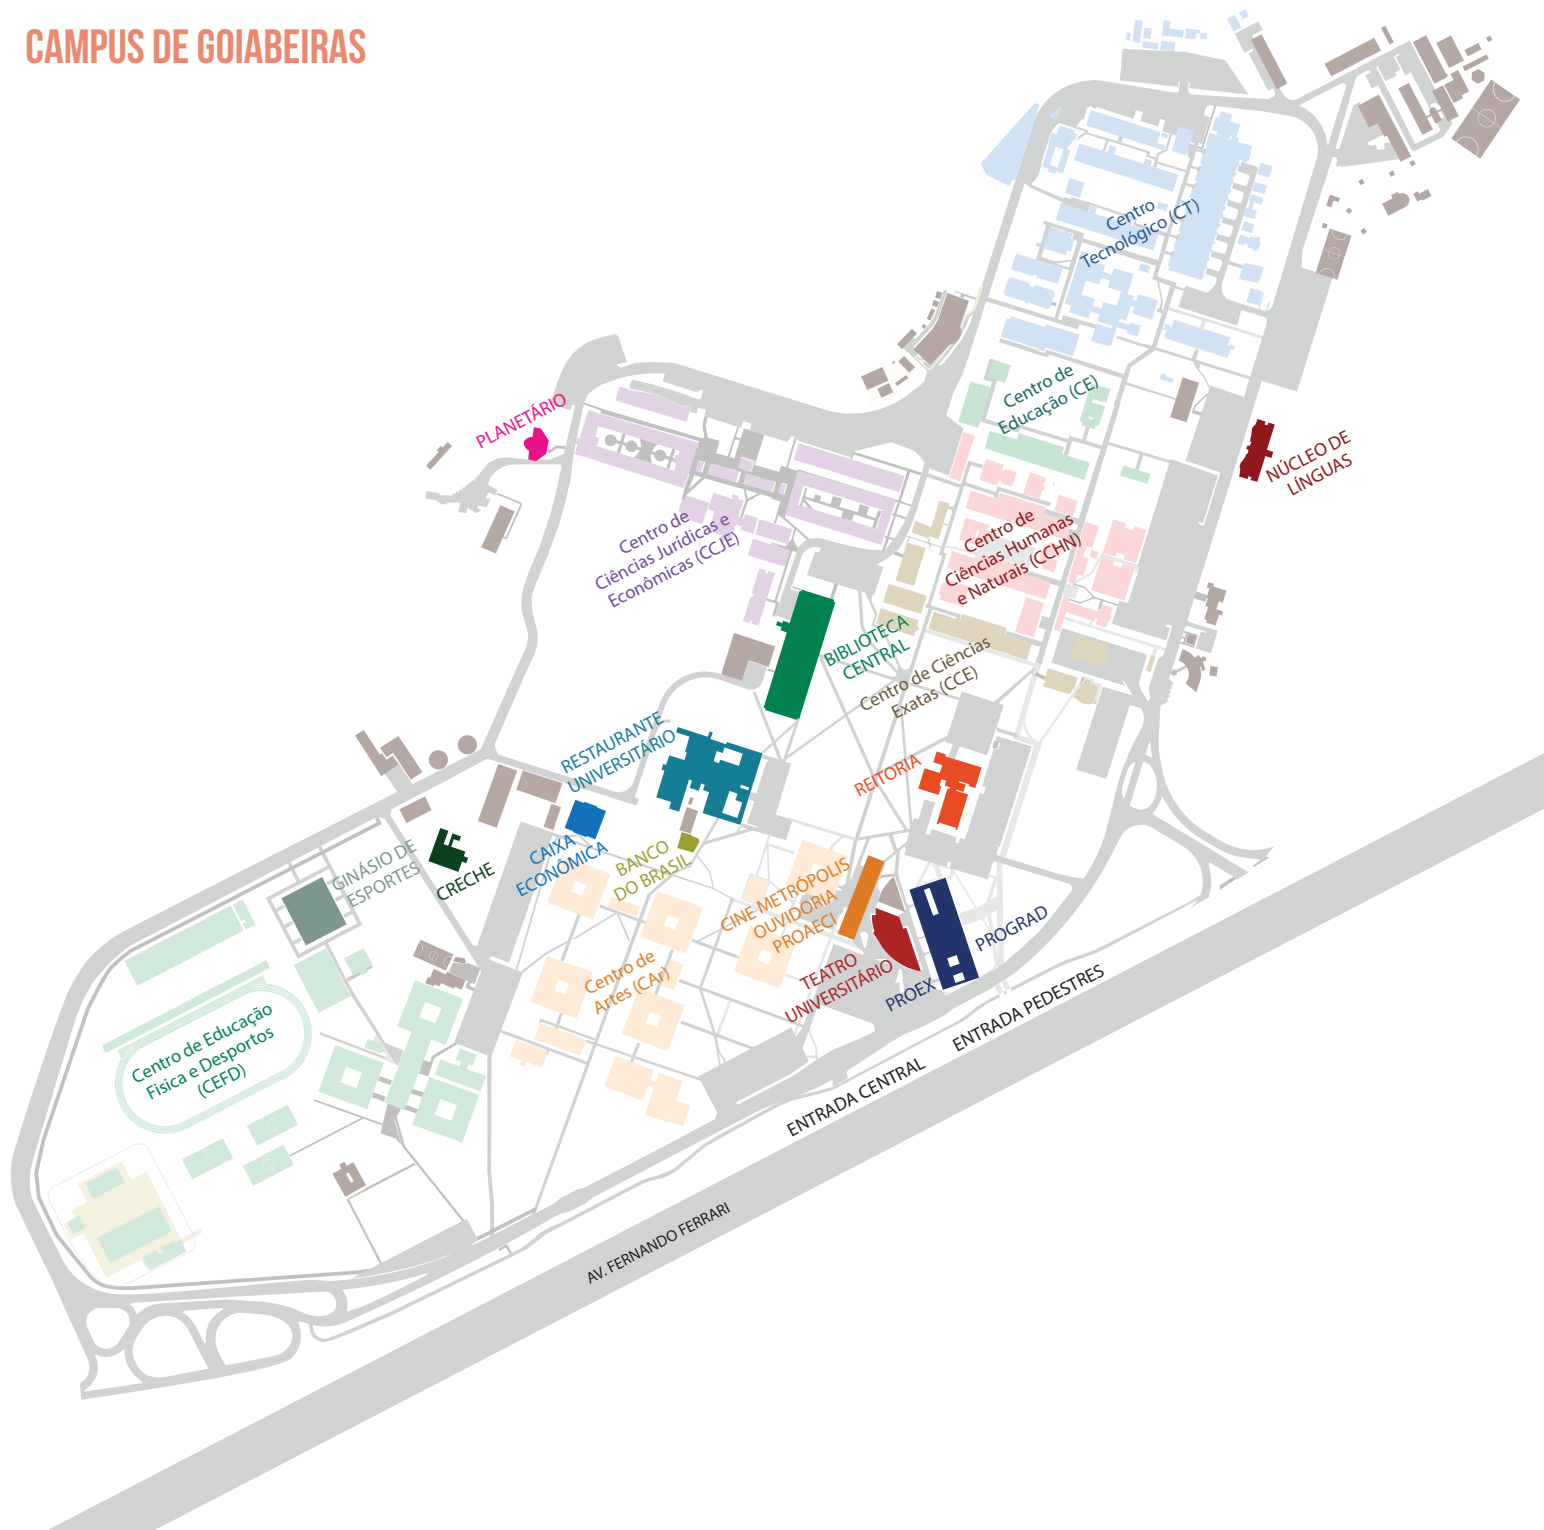 CAMPUS DE GOIABEIRAS
Centro
Tecnológico (CT)
Centro de
Educação (CE)
PLANETÁRIO
NÚCLEO DE
LÍNGUAS
Centro de
Ciências Jurídicas e
Econômicas (CCJE)
Centro de
Ciências Humanas
e Naturais (CCHN)
BIBLIOTECA
CENTRAL
Centro de Ciências
Exatas (CCE)
RESTAURANTE
UNIVERSITÁRIO
REITORIA
CAIXA
ECONÔMICA
BANCO
DO BRASIL
GINÁSIO DE
ESPORTES
CRECHE
CINE METRÓPOLIS
OUVIDORIA
PROAECI
PROGRAD
TEATRO
UNIVERSITÁRIO
PROEX
Centro de
Artes (CAr)
Centro de Educação
Fisica e Desportos
(CEFD)
ENTRADA PEDESTRES
ENTRADA CENTRAL
AV. FERNANDO FERRARI